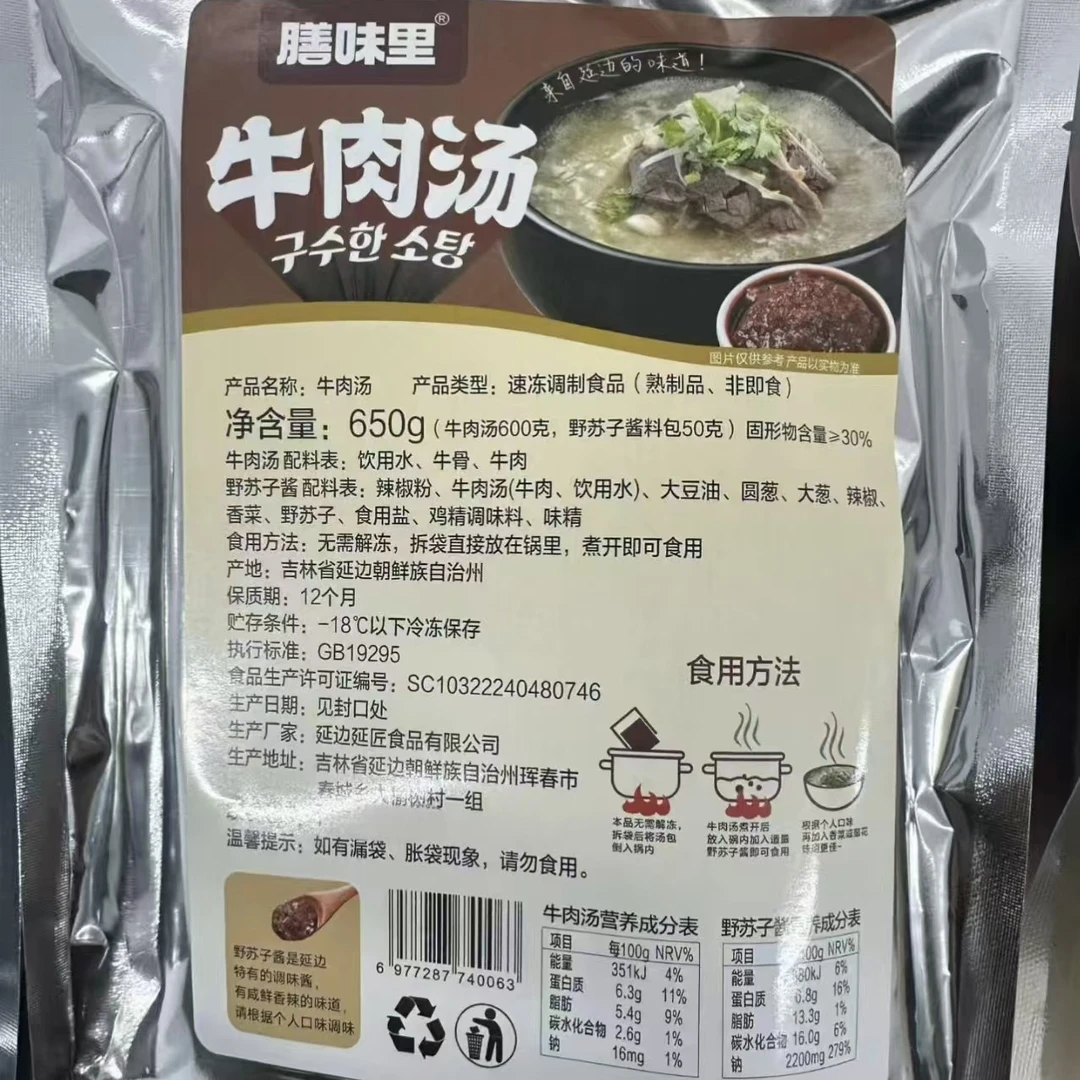 膳味里®
来自延边的味道!
牛肉汤
구수한 소탕
图片仅供参考 产品以实物为准
产品名称：牛肉汤 产品类型：速冻调制食品（熟制品、非即食）
净含量：650g（牛肉汤600克，野苏子酱料包50克）固形物含量≥30%
牛肉汤 配料表：饮用水、牛骨、牛肉
野苏子酱 配料表：辣椒粉、牛肉汤(牛肉、饮用水)、大豆油、圆葱、大葱、辣椒、
香菜、野苏子、食用盐、鸡精调味料、味精
食用方法：无需解冻，拆袋直接放在锅里，煮开即可食用
产地：吉林省延边朝鲜族自治州
保质期：12个月
贮存条件：-18℃以下冷冻保存
执行标准：GB19295
食品生产许可证编号：SC10322240480746
生产日期：见封口处
生产厂家：延边延匠食品有限公司
生产地址：吉林省延边朝鲜族自治州珲春市
村一组
温馨提示：如有漏袋、胀袋现象，请勿食用。
食用方法
本品无需解冻，
拆袋后将汤包
倒入锅内
牛肉汤煮开后
放入锅内加入适量
野苏子酱即可食用
根据个人口味
再加入香菜
野苏子酱是延边
特有的调味酱，
有咸鲜香辣的味道，
请根据个人口味调味
6 977287 740063
牛肉汤营养成分表
项目 每100g NRV%
能量 351kJ 4%
蛋白质 6.3g 11%
脂肪 5.4g 9%
碳水化合物 2.6g 1%
钠 16mg 1%
野苏子酱营养成分表
项目 100g NRV%
能量 80kJ 6%
蛋白质 6.8g 16%
脂肪 13.3g 1%
碳水化合物 16.0g 6%
钠 2200mg 279%